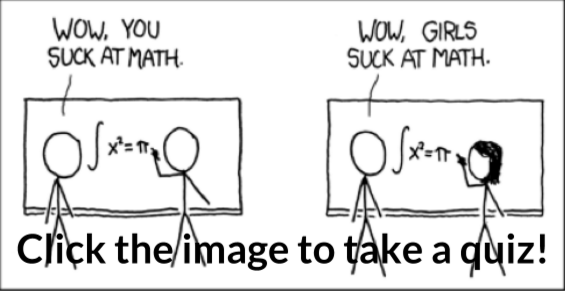 WOW, YOU
SUCK AT MATH.
∫x²=π
WOW, GIRLS
SUCK AT MATH.
∫x²=π
Click the image to take a quiz!